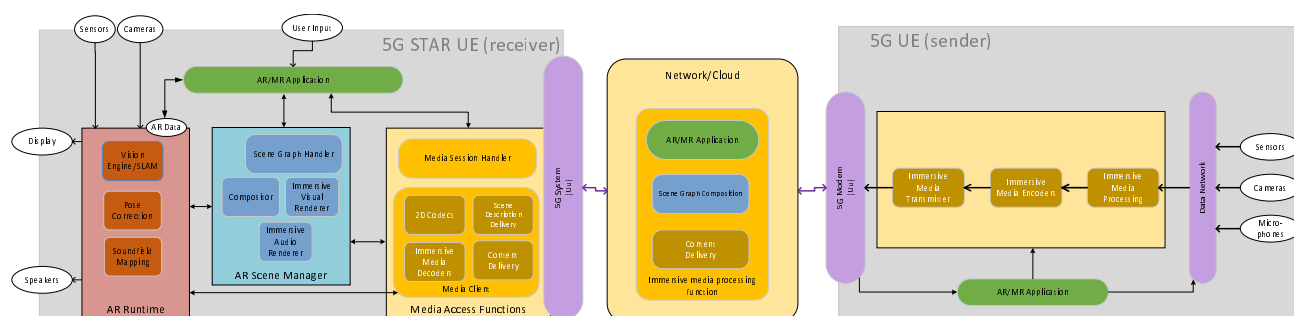 Sensors
Cameras
User Input
5G STAR UE (receiver)
AR/MR Application
AR Data
Display
Speakers
Vision
Engine/SLAM
Pose
Correction
Soundfield
Mapping
AR Runtime
Scene Graph Handler
Compositor
Immersive
Visual
Renderer
Immersive
Audio
Renderer
AR Scene Manager
Media Session Handler
2D Codecs
Scene
Description
Delivery
Immersive
Media
Decoders
Content
Delivery
Media Client
Media Access Functions
5G System
(Uu)
Network/Cloud
AR/MR Application
Scene Graph Composition
Content
Delivery
Immersive media processing
function
5G UE (sender)
5G Modem
(Uu)
Immersive
Media
Transmitter
Immersive
Media Encoders
Immersive
Media
Processing
AR/MR Application
Data Network
Sensors
Cameras
Micro-
phones